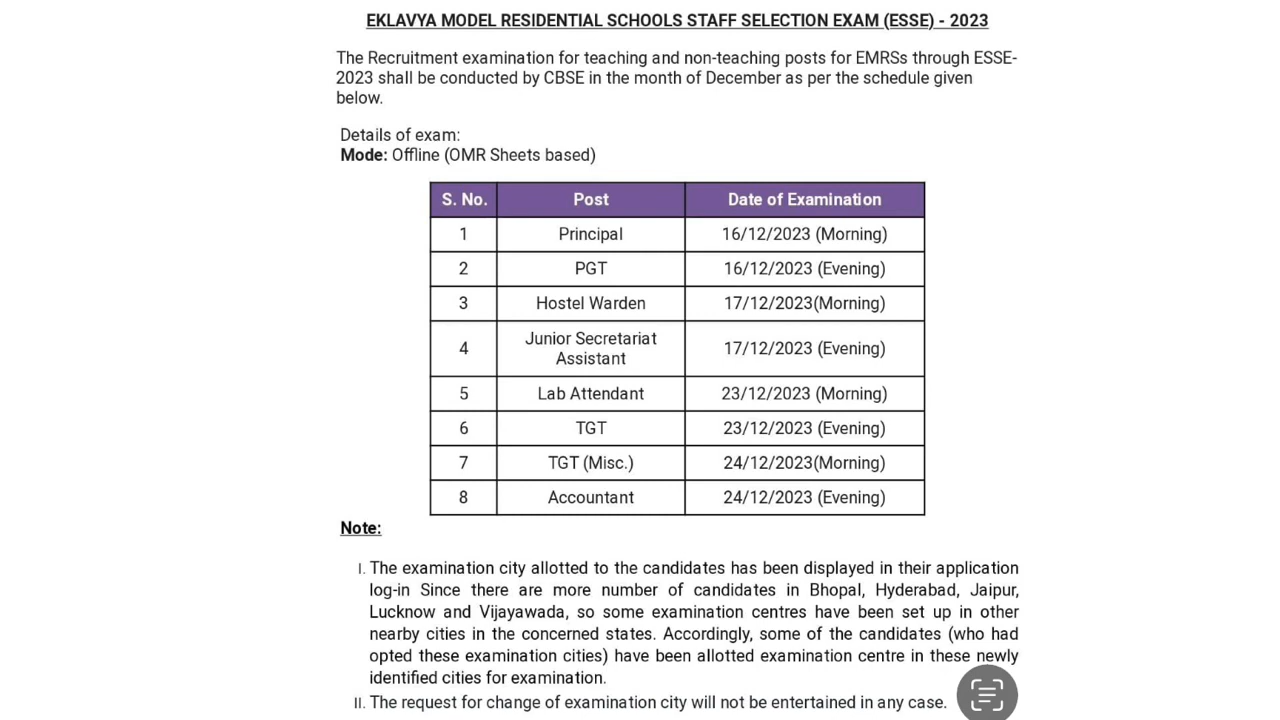 EKLAVYA MODEL RESIDENTIAL SCHOOLS STAFF SELECTION EXAM (ESSE) - 2023
The Recruitment examination for teaching and non-teaching posts for EMRSs through ESSE-
2023 shall be conducted by CBSE in the month of December as per the schedule given
below.
Details of exam:
Mode: Offline (OMR Sheets based)
S. No. Post Date of Examination
1 Principal 16/12/2023 (Morning)
2 PGT 16/12/2023 (Evening)
3 Hostel Warden 17/12/2023(Morning)
4 Junior Secretariat
Assistant 17/12/2023 (Evening)
5 Lab Attendant 23/12/2023 (Morning)
6 TGT 23/12/2023 (Evening)
7 TGT (Misc.) 24/12/2023(Morning)
8 Accountant 24/12/2023 (Evening)
Note:
I. The examination city allotted to the candidates has been displayed in their application
log-in Since there are more number of candidates in Bhopal, Hyderabad, Jaipur,
Lucknow and Vijayawada, so some examination centres have been set up in other
nearby cities in the concerned states. Accordingly, some of the candidates (who had
opted these examination cities) have been allotted examination centre in these newly
identified cities for examination.
II. The request for change of examination city will not be entertained in any case.